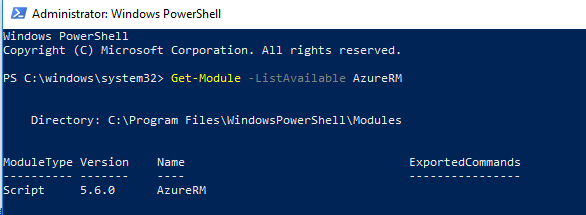 Administrator: Windows PowerShell
Windows PowerShell
Copyright (C) Microsoft Corporation. All rights reserved.
PS C:\windows\system32> Get-Module -ListAvailable AzureRM
Directory: C:\Program Files\WindowsPowerShell\Modules
ModuleType Version    Name                                ExportedCommands
---------- -------    ----                                ----------------
Script     5.6.0      AzureRM